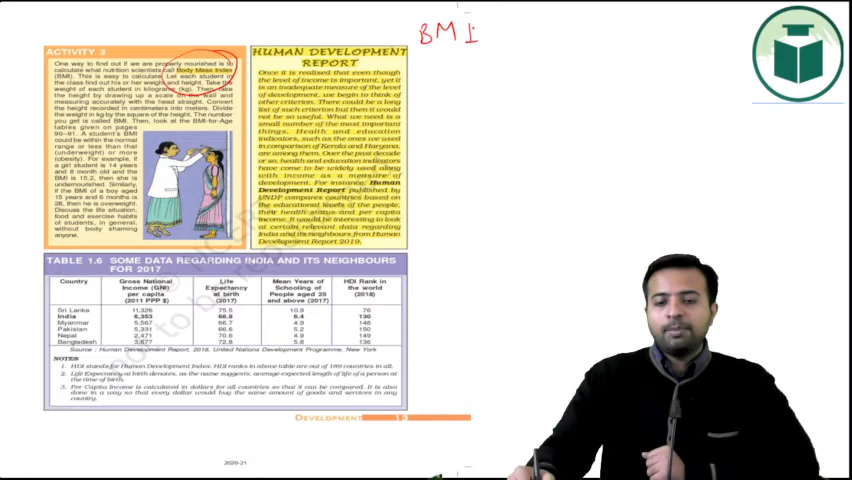 BMI
ACTIVITY 3
One way to find out if we are properly nourished is to
calculate what nutrition scientists call Body Mass Index
(BMI). This is easy to calculate. Let each student in
the class find out his or her weight and height. Take the
weight of each student in kilograms (kg). Then, take
the height by drawing up a scale on the wall and
measuring accurately with the head straight. Convert
the height recorded in centimeters into meters. Divide
the weight in kg by the square of the height. The number
you get is called BMI. Then, look at the BMI-for-Age
tables given on pages
90–91. A student's BMI
could be within the normal
range or less than that
(underweight) or more
(obesity). For example, if
a girl student is 14 years
and 8 month old and
the BMI is 15.2, then she is
undernourished. Similarly,
if the BMI of a boy aged
15 years and 6 months is
28, then he is overweight.
Discuss the life situation,
food and exercise habits
of students, in general,
without body shaming
anyone.
HUMAN DEVELOPMENT
REPORT
Once it is realised that even though
the level of income is important, yet it
is an inadequate measure of the level
of development, we begin to think of
other criterion. There could be a long
list of such criterion but then it would
not be so useful. What we need is a
small number of the most important
things. Health and education
indicators, such as the ones we used
in comparison of Kerala and Haryana,
are among them. Over the past decade
or so, health and education indicators
have come to be widely used along
with income as a measure of
development. For instance, Human
Development Report published by
UNDP compares countries based on
the educational levels of the people,
their health status and per capita
income. It would be interesting to look
at certain relevant data regarding
India and its neighbours from Human
Development Report 2019.
TABLE 1.6 SOME DATA REGARDING INDIA AND ITS NEIGHBOURS
FOR 2017
Country Gross National Income (GNI) per capita (2011 PPP $) Life Expectancy at birth (2017) Mean Years of Schooling of People aged 25 and above (2017) HDI Rank in the world (2018)
Sri Lanka 11,326 75.5 10.9 76
India 6,353 68.8 6.4 130
Myanmar 5,567 66.7 4.9 148
Pakistan 5,331 66.6 5.2 150
Nepal 2,471 70.6 4.9 149
Bangladesh 3,677 72.8 5.8 136
Source : Human Development Report, 2018, United Nations Development Programme, New York
NOTES
1. HDI stands for Human Development Index. HDI ranks in above table are out of 189 countries in all.
2. Life Expectancy at birth denotes, as the name suggests, average expected length of life of a person at
the time of birth.
3. Per Capita Income is calculated in dollars for all countries so that it can be compared. It is also
done in a way so that every dollar would buy the same amount of goods and services in any
country.
DEVELOPMENT 13
2020-21